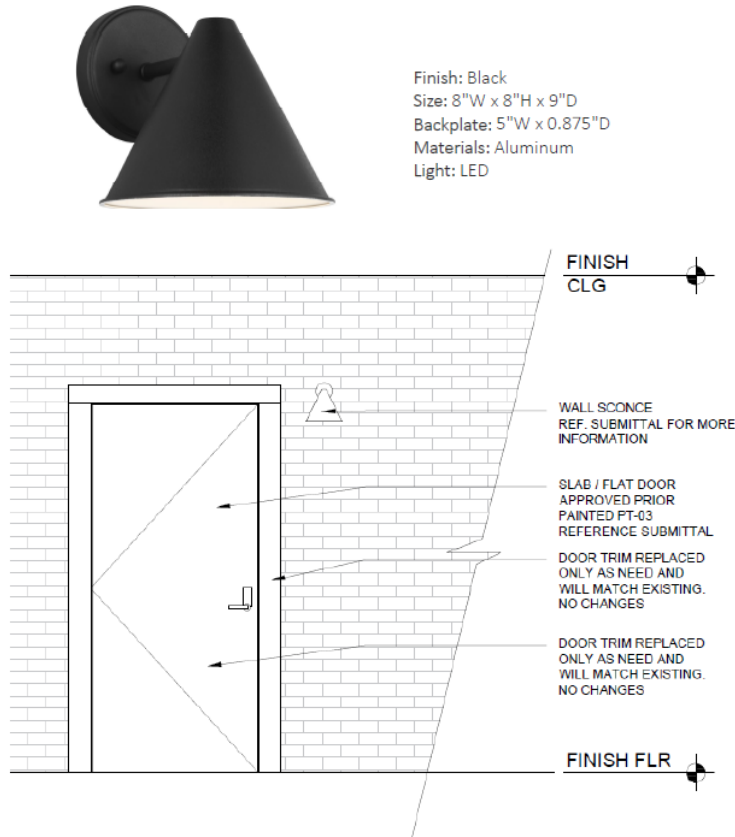 Finish: Black
Size: 8"W x 8"H x 9"D
Backplate: 5"W x 0.875"D
Materials: Aluminum
Light: LED
FINISH
CLG
WALL SCONCE
REF. SUBMITTAL FOR MORE
INFORMATION
SLAB / FLAT DOOR
APPROVED PRIOR
PAINTED PT-03
REFERENCE SUBMITTAL
DOOR TRIM REPLACED
ONLY AS NEED AND
WILL MATCH EXISTING.
NO CHANGES
DOOR TRIM REPLACED
ONLY AS NEED AND
WILL MATCH EXISTING.
NO CHANGES
FINISH FLR